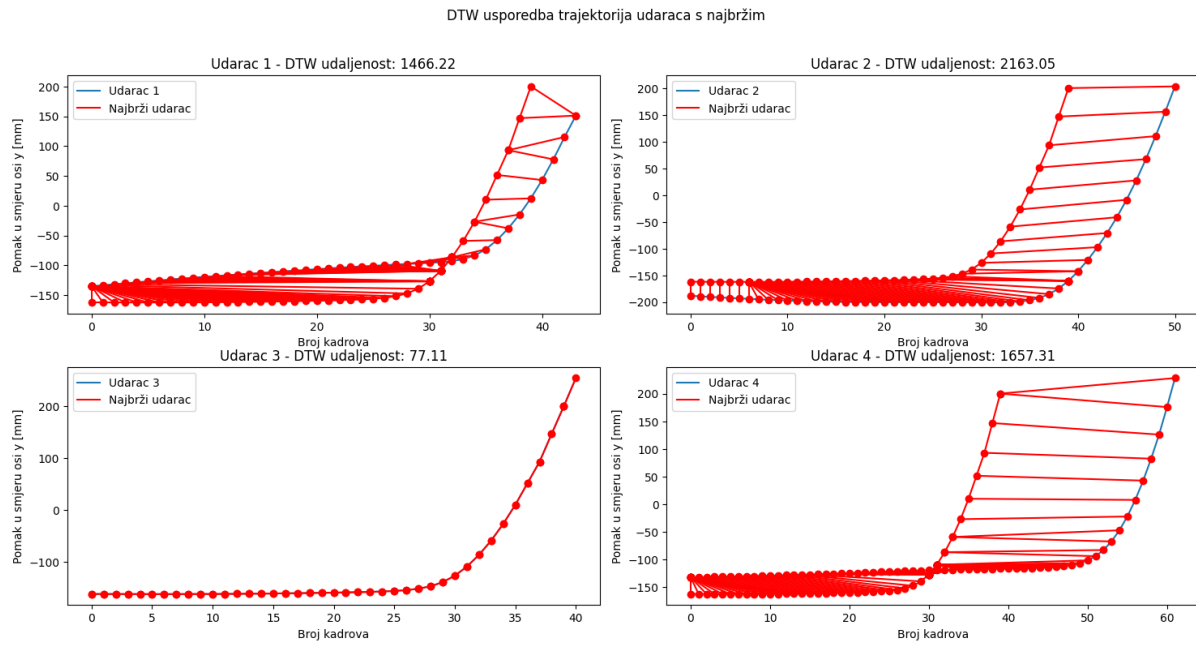 DTW usporedba trajektorija udaraca s najbržim
Udarac 1 - DTW udaljenost: 1466.22
Pomak u smjeru osi y [mm]
200
150
100
50
0
−50
−100
−150
Udarac 1
Najbrži udarac
0 10 20 30 40
Broj kadrova
Udarac 2 - DTW udaljenost: 2163.05
Pomak u smjeru osi y [mm]
200
150
100
50
0
−50
−100
−150
−200
Udarac 2
Najbrži udarac
0 10 20 30 40 50
Broj kadrova
Udarac 3 - DTW udaljenost: 77.11
Pomak u smjeru osi y [mm]
200
100
0
−100
Udarac 3
Najbrži udarac
0 5 10 15 20 25 30 35 40
Broj kadrova
Udarac 4 - DTW udaljenost: 1657.31
Pomak u smjeru osi y [mm]
200
150
100
50
0
−50
−100
−150
Udarac 4
Najbrži udarac
0 10 20 30 40 50 60
Broj kadrova